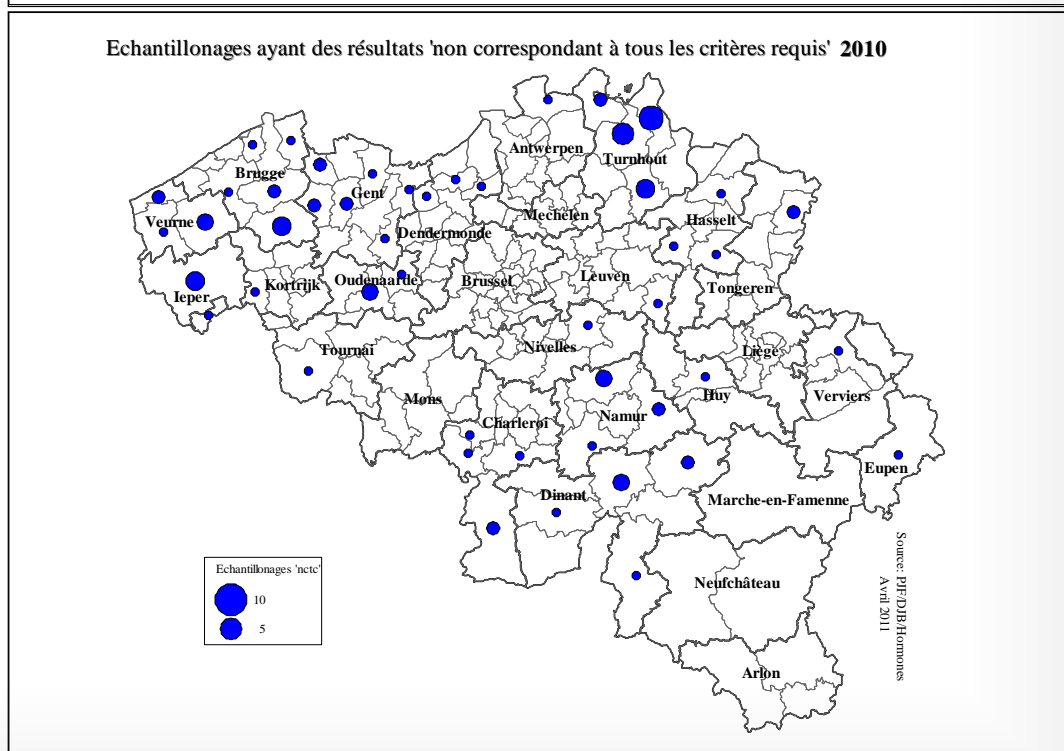 Echantillonages ayant des résultats 'non correspondant à tous les critères requis' 2010
Antwerpen
Turnhout
Brugge
Gent
Mechelen
Hasselt
Veurne
Dendermonde
Leuven
Oudenaarde
Brussel
Kortrijk
Tongeren
Ieper
Nivelles
Tournai
Liège
Mons
Huy
Verviers
Namur
Charleroi
Eupen
Dinant
Marche-en-Famenne
Neufchâteau
Arlon
Echantillonages 'nctc'
10
5
Source: PJF/DJB/Hormones
Avril 2011